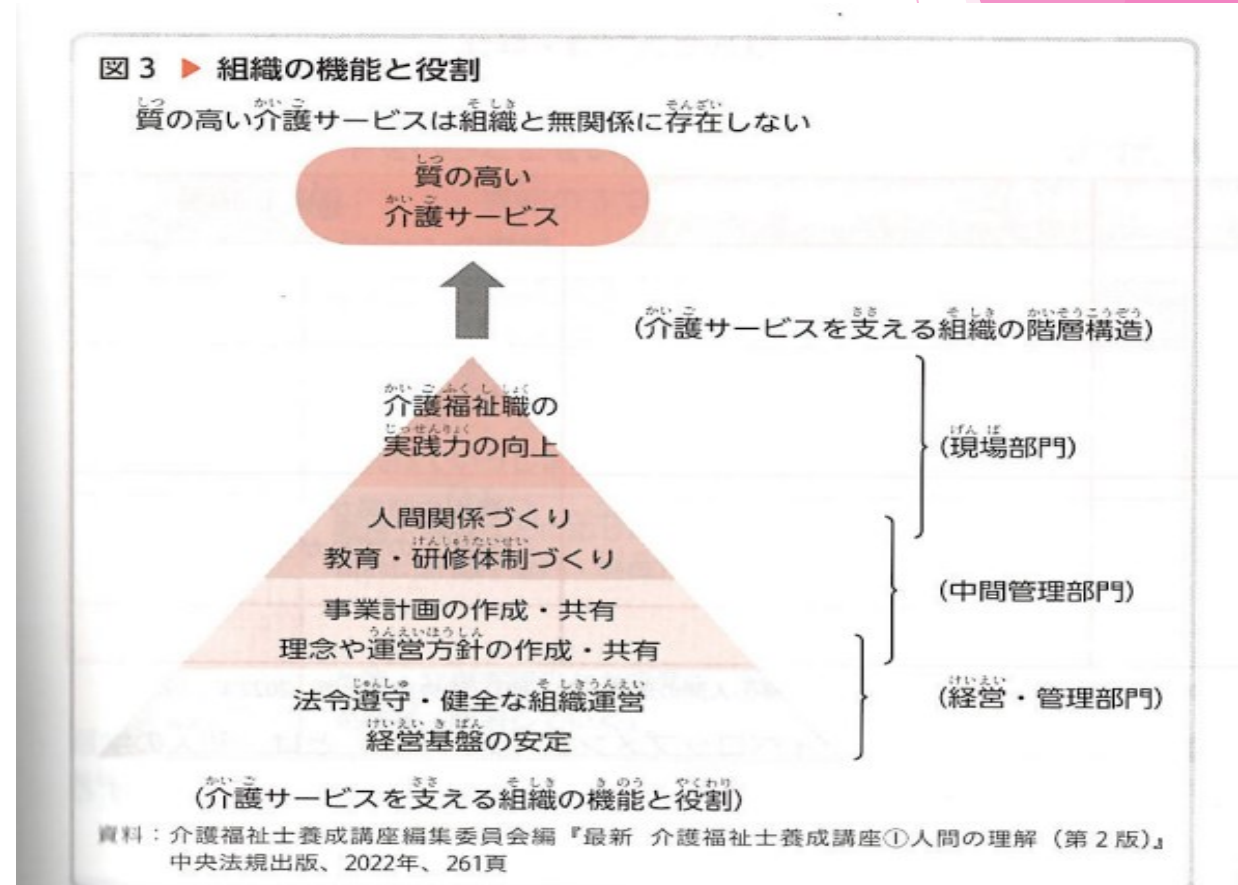 図3 ▶ 組織の機能と役割
質の高い介護サービスは組織と無関係に存在しない
質の高い
介護サービス
(介護サービスを支える組織の階層構造)
介護福祉職の
実践力の向上
(現場部門)
人間関係づくり
教育・研修体制づくり
(中間管理部門)
事業計画の作成・共有
理念や運営方針の作成・共有
(経営・管理部門)
法令遵守・健全な組織運営
経営基盤の安定
(介護サービスを支える組織の機能と役割)
資料:介護福祉士養成講座編集委員会編『最新 介護福祉士養成講座①人間の理解(第2版)』
中央法規出版、2022年、261頁